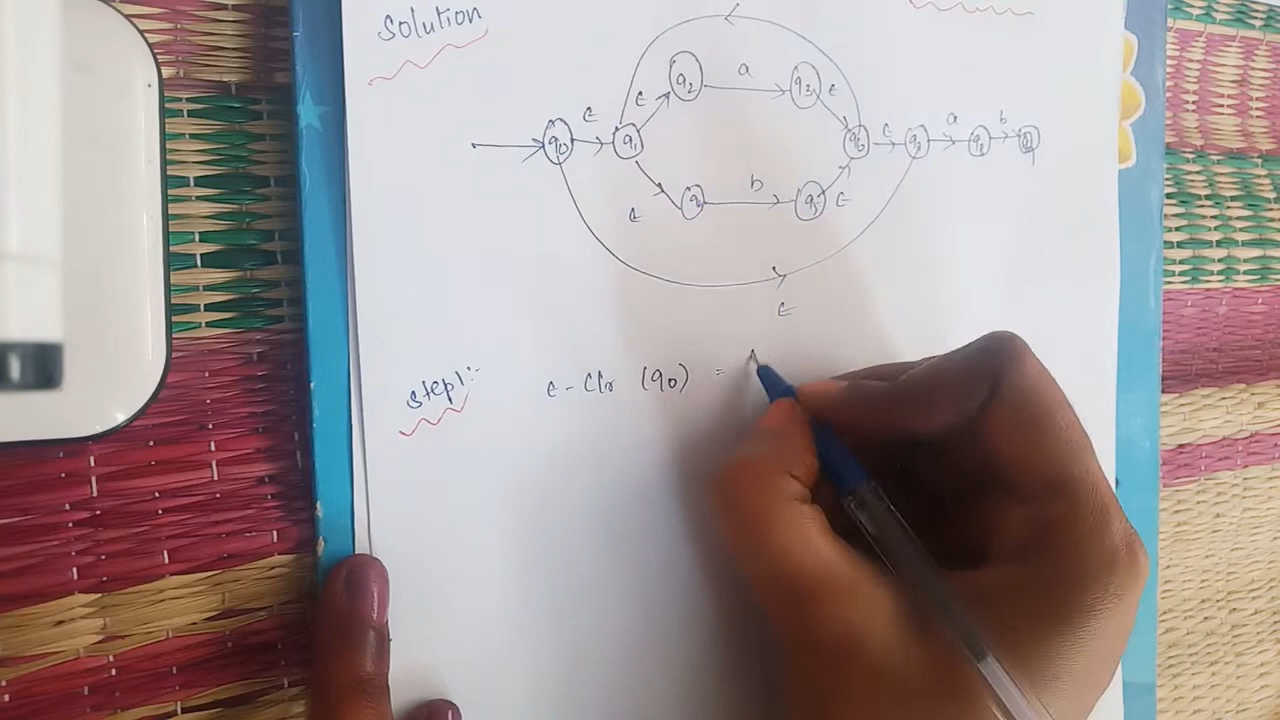 Solution
a
ε q2 q3 ε
ε ε a b
q0 q1 q6 q7 q8 q9
b
ε q4 q5 ε
ε
Step1:- ε - Clr (q0) =